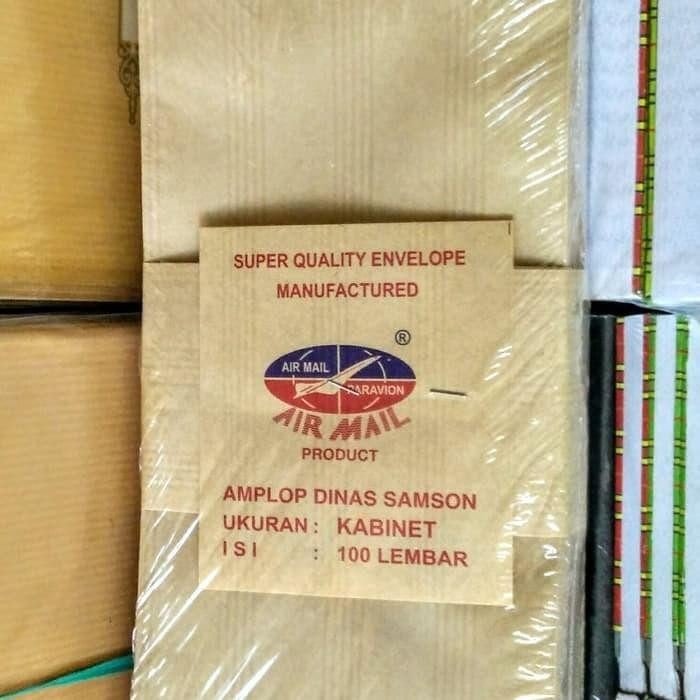 SUPER QUALITY ENVELOPE
MANUFACTURED
®
AIR MAIL
PARAVION
AIR MAIL
PRODUCT
AMPLOP DINAS SAMSON
UKURAN : KABINET
ISI : 100 LEMBAR